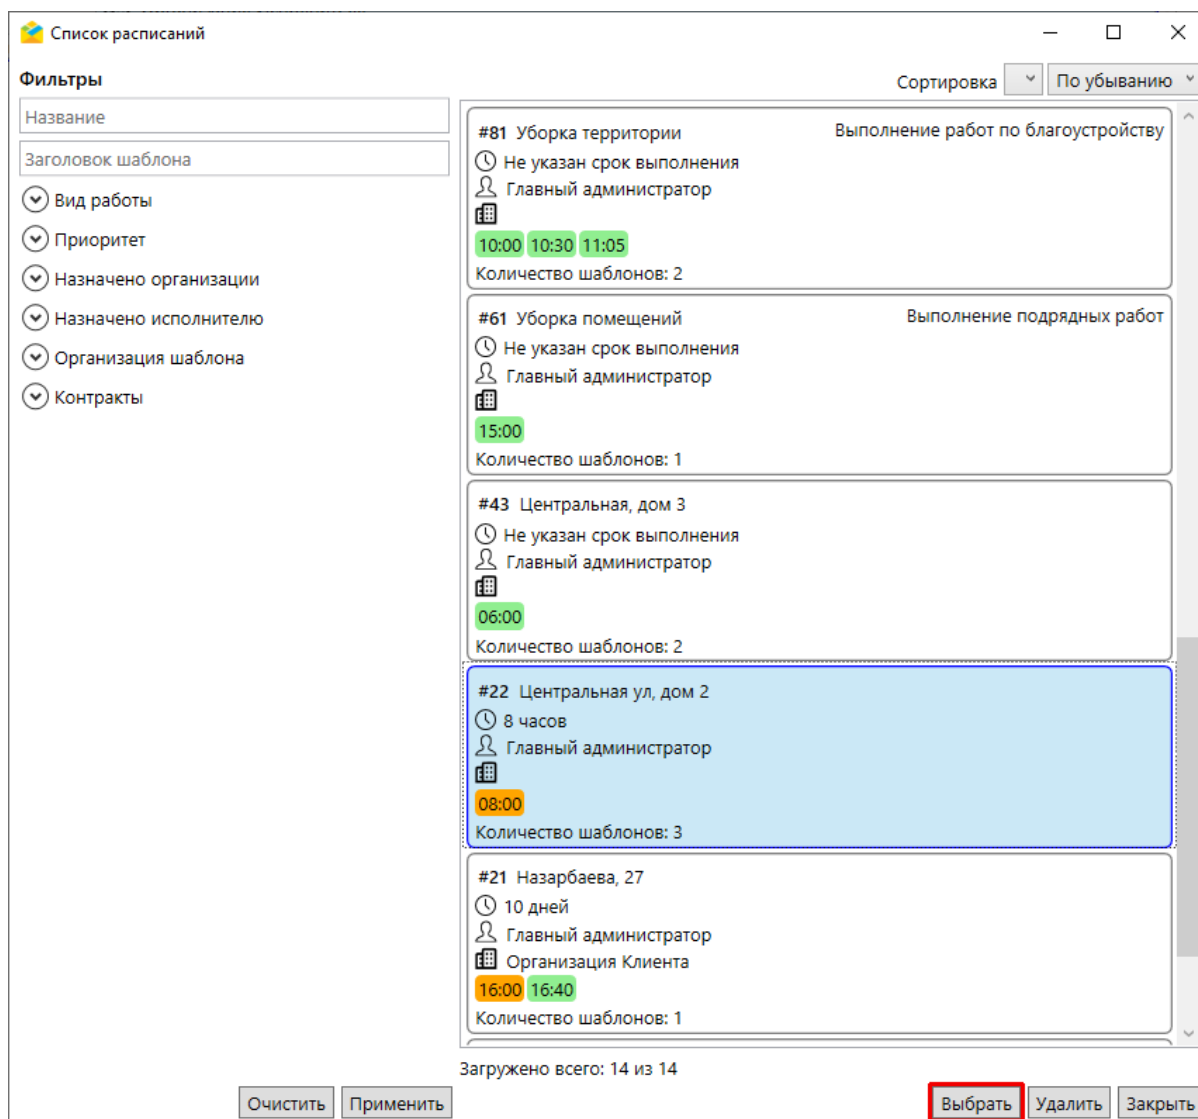 Список расписаний
Фильтры
Название
Заголовок шаблона
Вид работы
Приоритет
Назначено организации
Назначено исполнителю
Организация шаблона
Контракты
Сортировка По убыванию
#81 Уборка территории Выполнение работ по благоустройству
Не указан срок выполнения
Главный администратор
10:00 10:30 11:05
Количество шаблонов: 2
#61 Уборка помещений Выполнение подрядных работ
Не указан срок выполнения
Главный администратор
15:00
Количество шаблонов: 1
#43 Центральная, дом 3
Не указан срок выполнения
Главный администратор
06:00
Количество шаблонов: 2
#22 Центральная ул, дом 2
8 часов
Главный администратор
08:00
Количество шаблонов: 3
#21 Назарбаева, 27
10 дней
Главный администратор
Организация Клиента
16:00 16:40
Количество шаблонов: 1
Загружено всего: 14 из 14
Очистить Применить Выбрать Удалить Закрыть